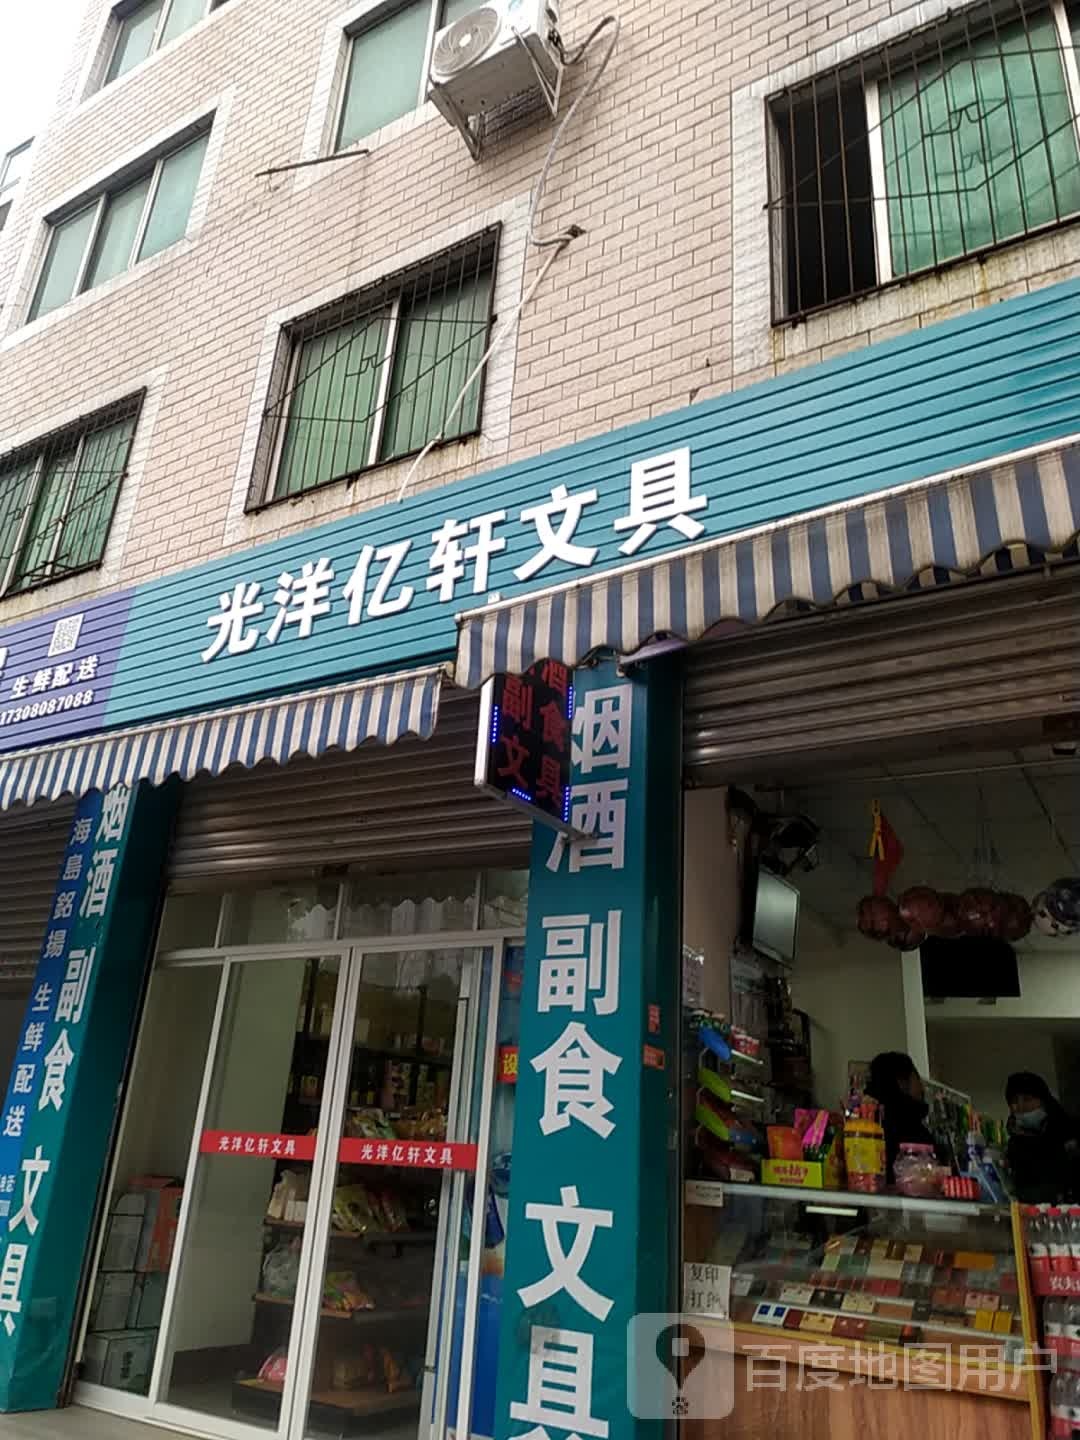 光洋亿轩文具
生鲜配送
17308087088
烟酒 副食 文具
海島銘揚 生鲜配送
酒
副食
文具
烟酒 副食 文具
设
光洋亿轩文具
光洋亿轩文具
复印
打印
农夫
百度地图用户